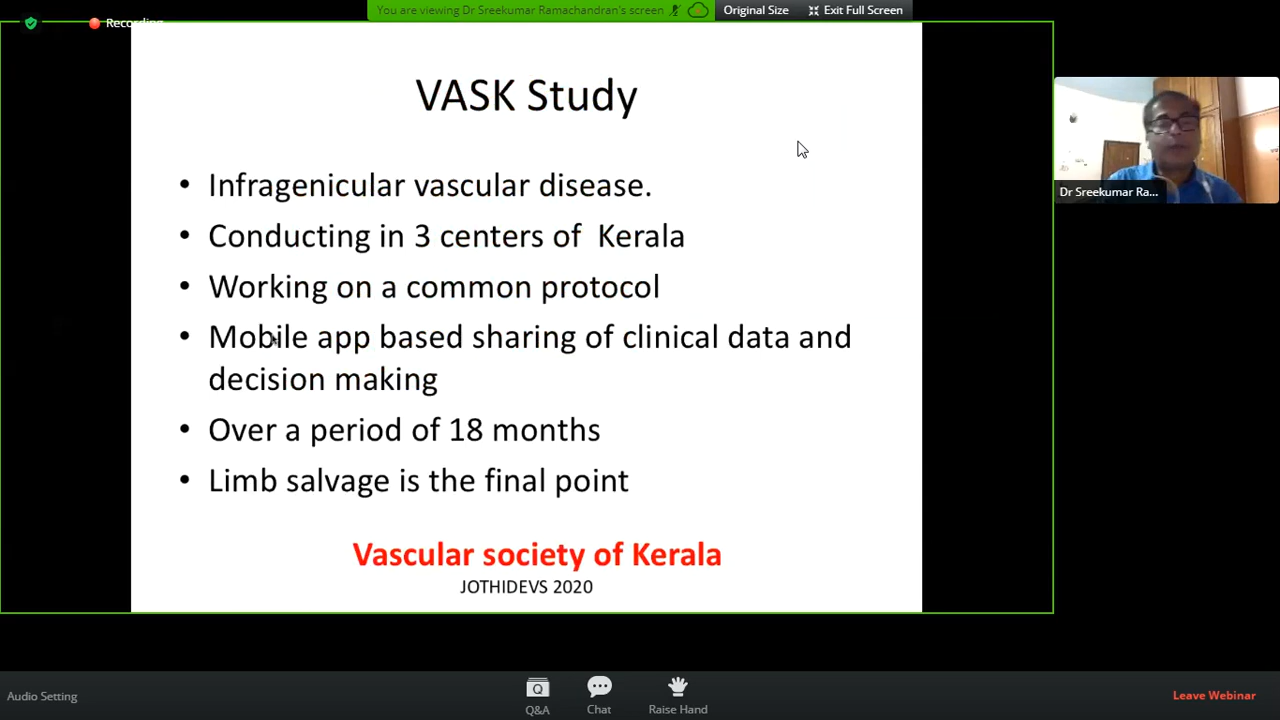 Recording
You are viewing Dr Sreekumar Ramachandran's screen
Original Size
Exit Full Screen
VASK Study
• Infragenicular vascular disease.
• Conducting in 3 centers of Kerala
• Working on a common protocol
• Mobile app based sharing of clinical data and
decision making
• Over a period of 18 months
• Limb salvage is the final point
Vascular society of Kerala
JOTHIDEVS 2020
Dr Sreekumar Ra...
Audio Setting
Q&A
Chat
Raise Hand
Leave Webinar